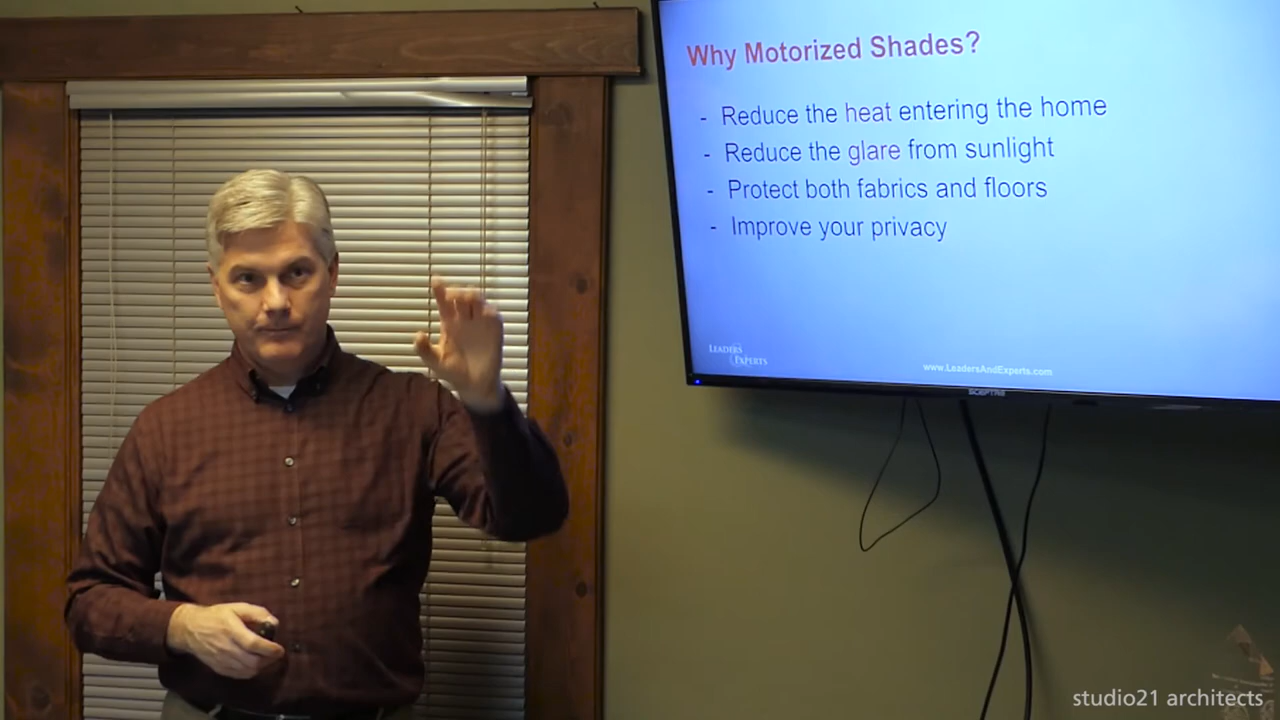 Why Motorized Shades?
- Reduce the heat entering the home
- Reduce the glare from sunlight
- Protect both fabrics and floors
- Improve your privacy
LEADERS
EXPERTS
www.LeadersAndExperts.com
SCEPTRE
studio21 architects